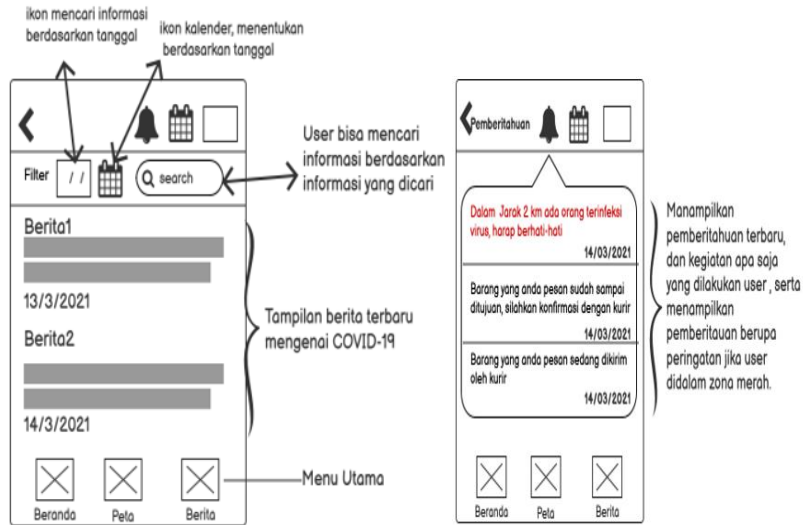 ikon mencari informasi
berdasarkan tanggal
ikon kalender, menentukan
berdasarkan tanggal
Filter
/ /
search
User bisa mencari
informasi berdasarkan
informasi yang dicari
Berita1
13/3/2021
Berita2
14/3/2021
Tampilan berita terbaru
mengenai COVID-19
Menu Utama
Beranda
Peta
Berita
Pemberitahuan
Dalam Jarak 2 km ada orang terinfeksi
virus, harap berhati-hati
14/03/2021
Barang yang anda pesan sudah sampai
ditujuan, silahkan konfirmasi dengan kurir
14/03/2021
Barang yang anda pesan sedang dikirim
oleh kurir
14/03/2021
Manampilkan
pemberitahuan terbaru,
dan kegiatan apa saja
yang dilakukan user , serta
menampilkan
pemberitauan berupa
peringatan jika user
didalam zona merah.
Beranda
Peta
Berita